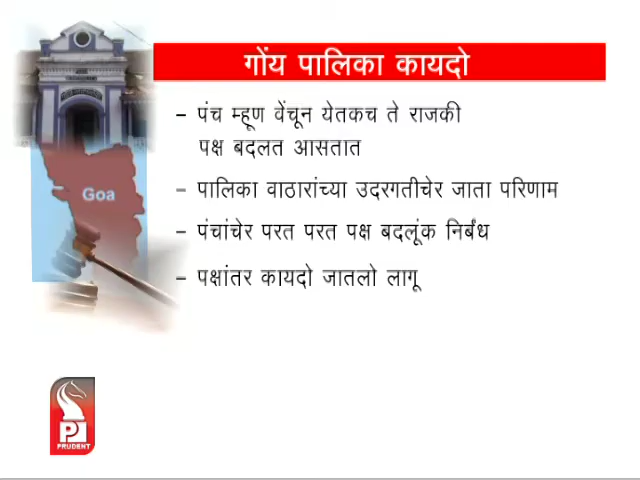 गोंय पालिका कायदो
– पंच म्हूण वेंचून येतकच ते राजकी
पक्ष बदलत आसतात
– पालिका वाठारांच्या उदरगतीचेर जाता परिणाम
– पंचांचेर परत परत पक्ष बदलूंक निर्बंध
– पक्षांतर कायदो जातलो लागू
Goa
PRUDENT